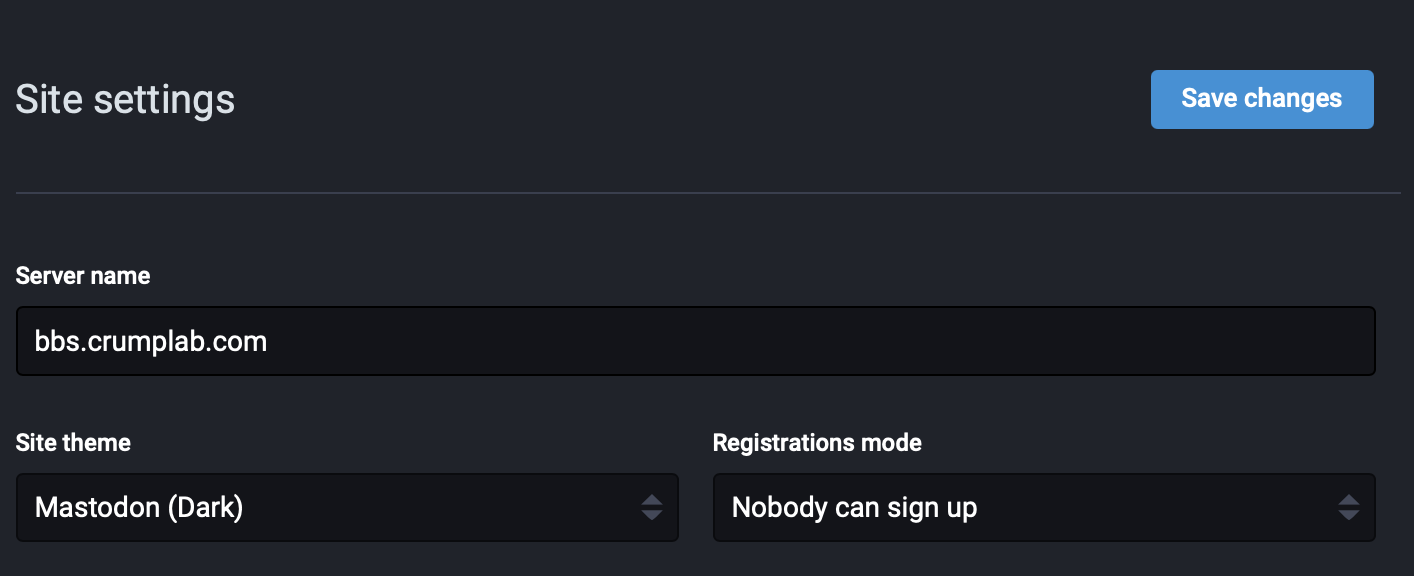 Site settings
Save changes
Server name
bbs.crumplab.com
Site theme
Registrations mode
Mastodon (Dark)
Nobody can sign up